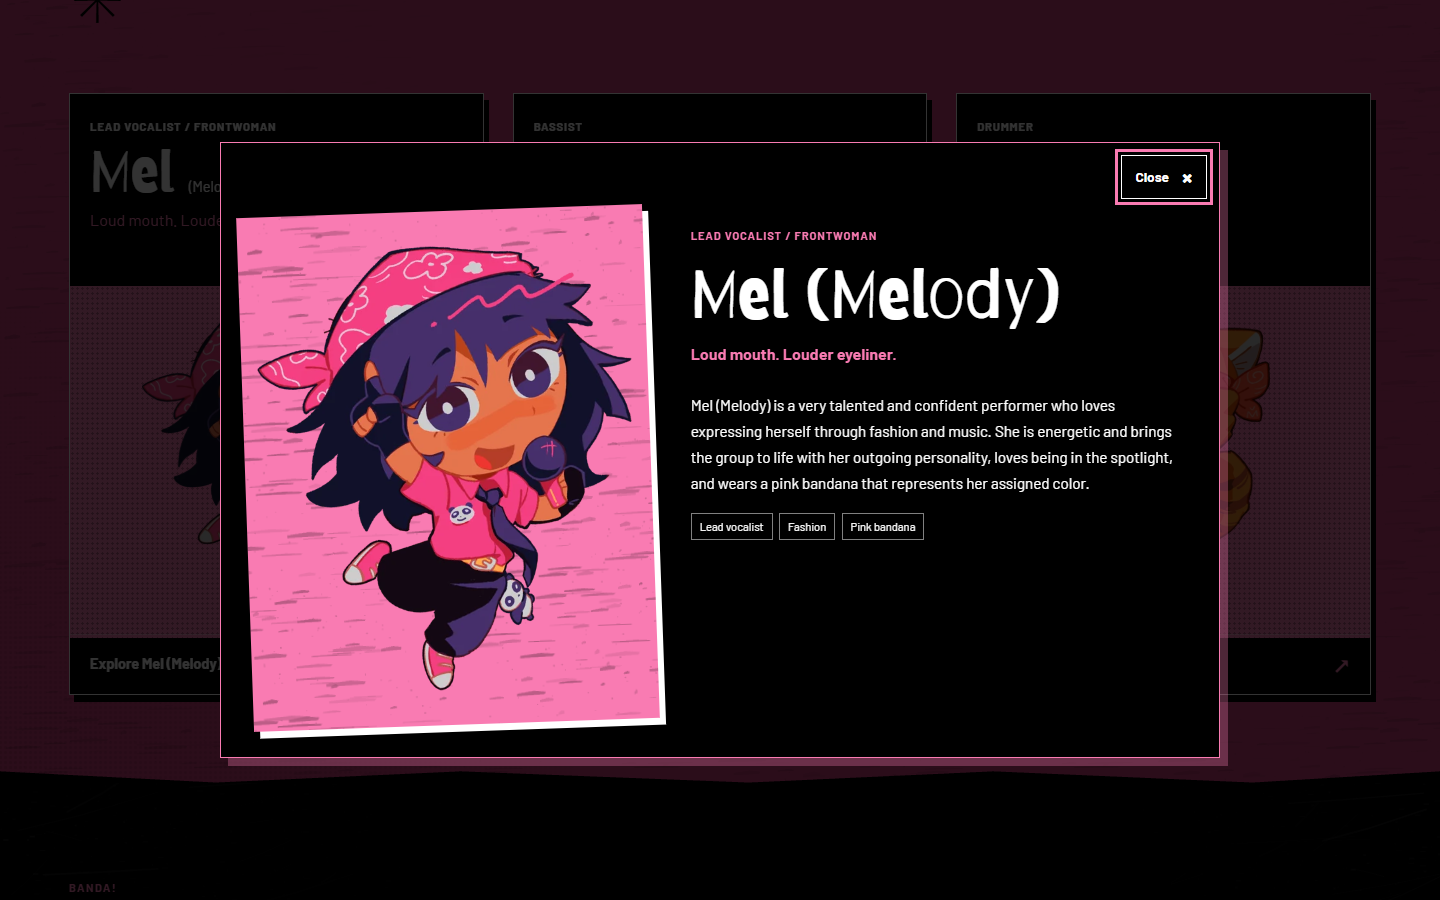 LEAD VOCALIST / FRONTWOMAN
BASSIST
DRUMMER
Mel (Melo
Loud mouth. Loude
Explore Mel (Melody)
↗
Close ✖
LEAD VOCALIST / FRONTWOMAN
Mel (Melody)
Loud mouth. Louder eyeliner.
Mel (Melody) is a very talented and confident performer who loves
expressing herself through fashion and music. She is energetic and brings
the group to life with her outgoing personality, loves being in the spotlight,
and wears a pink bandana that represents her assigned color.
Lead vocalist
Fashion
Pink bandana
BANDA!